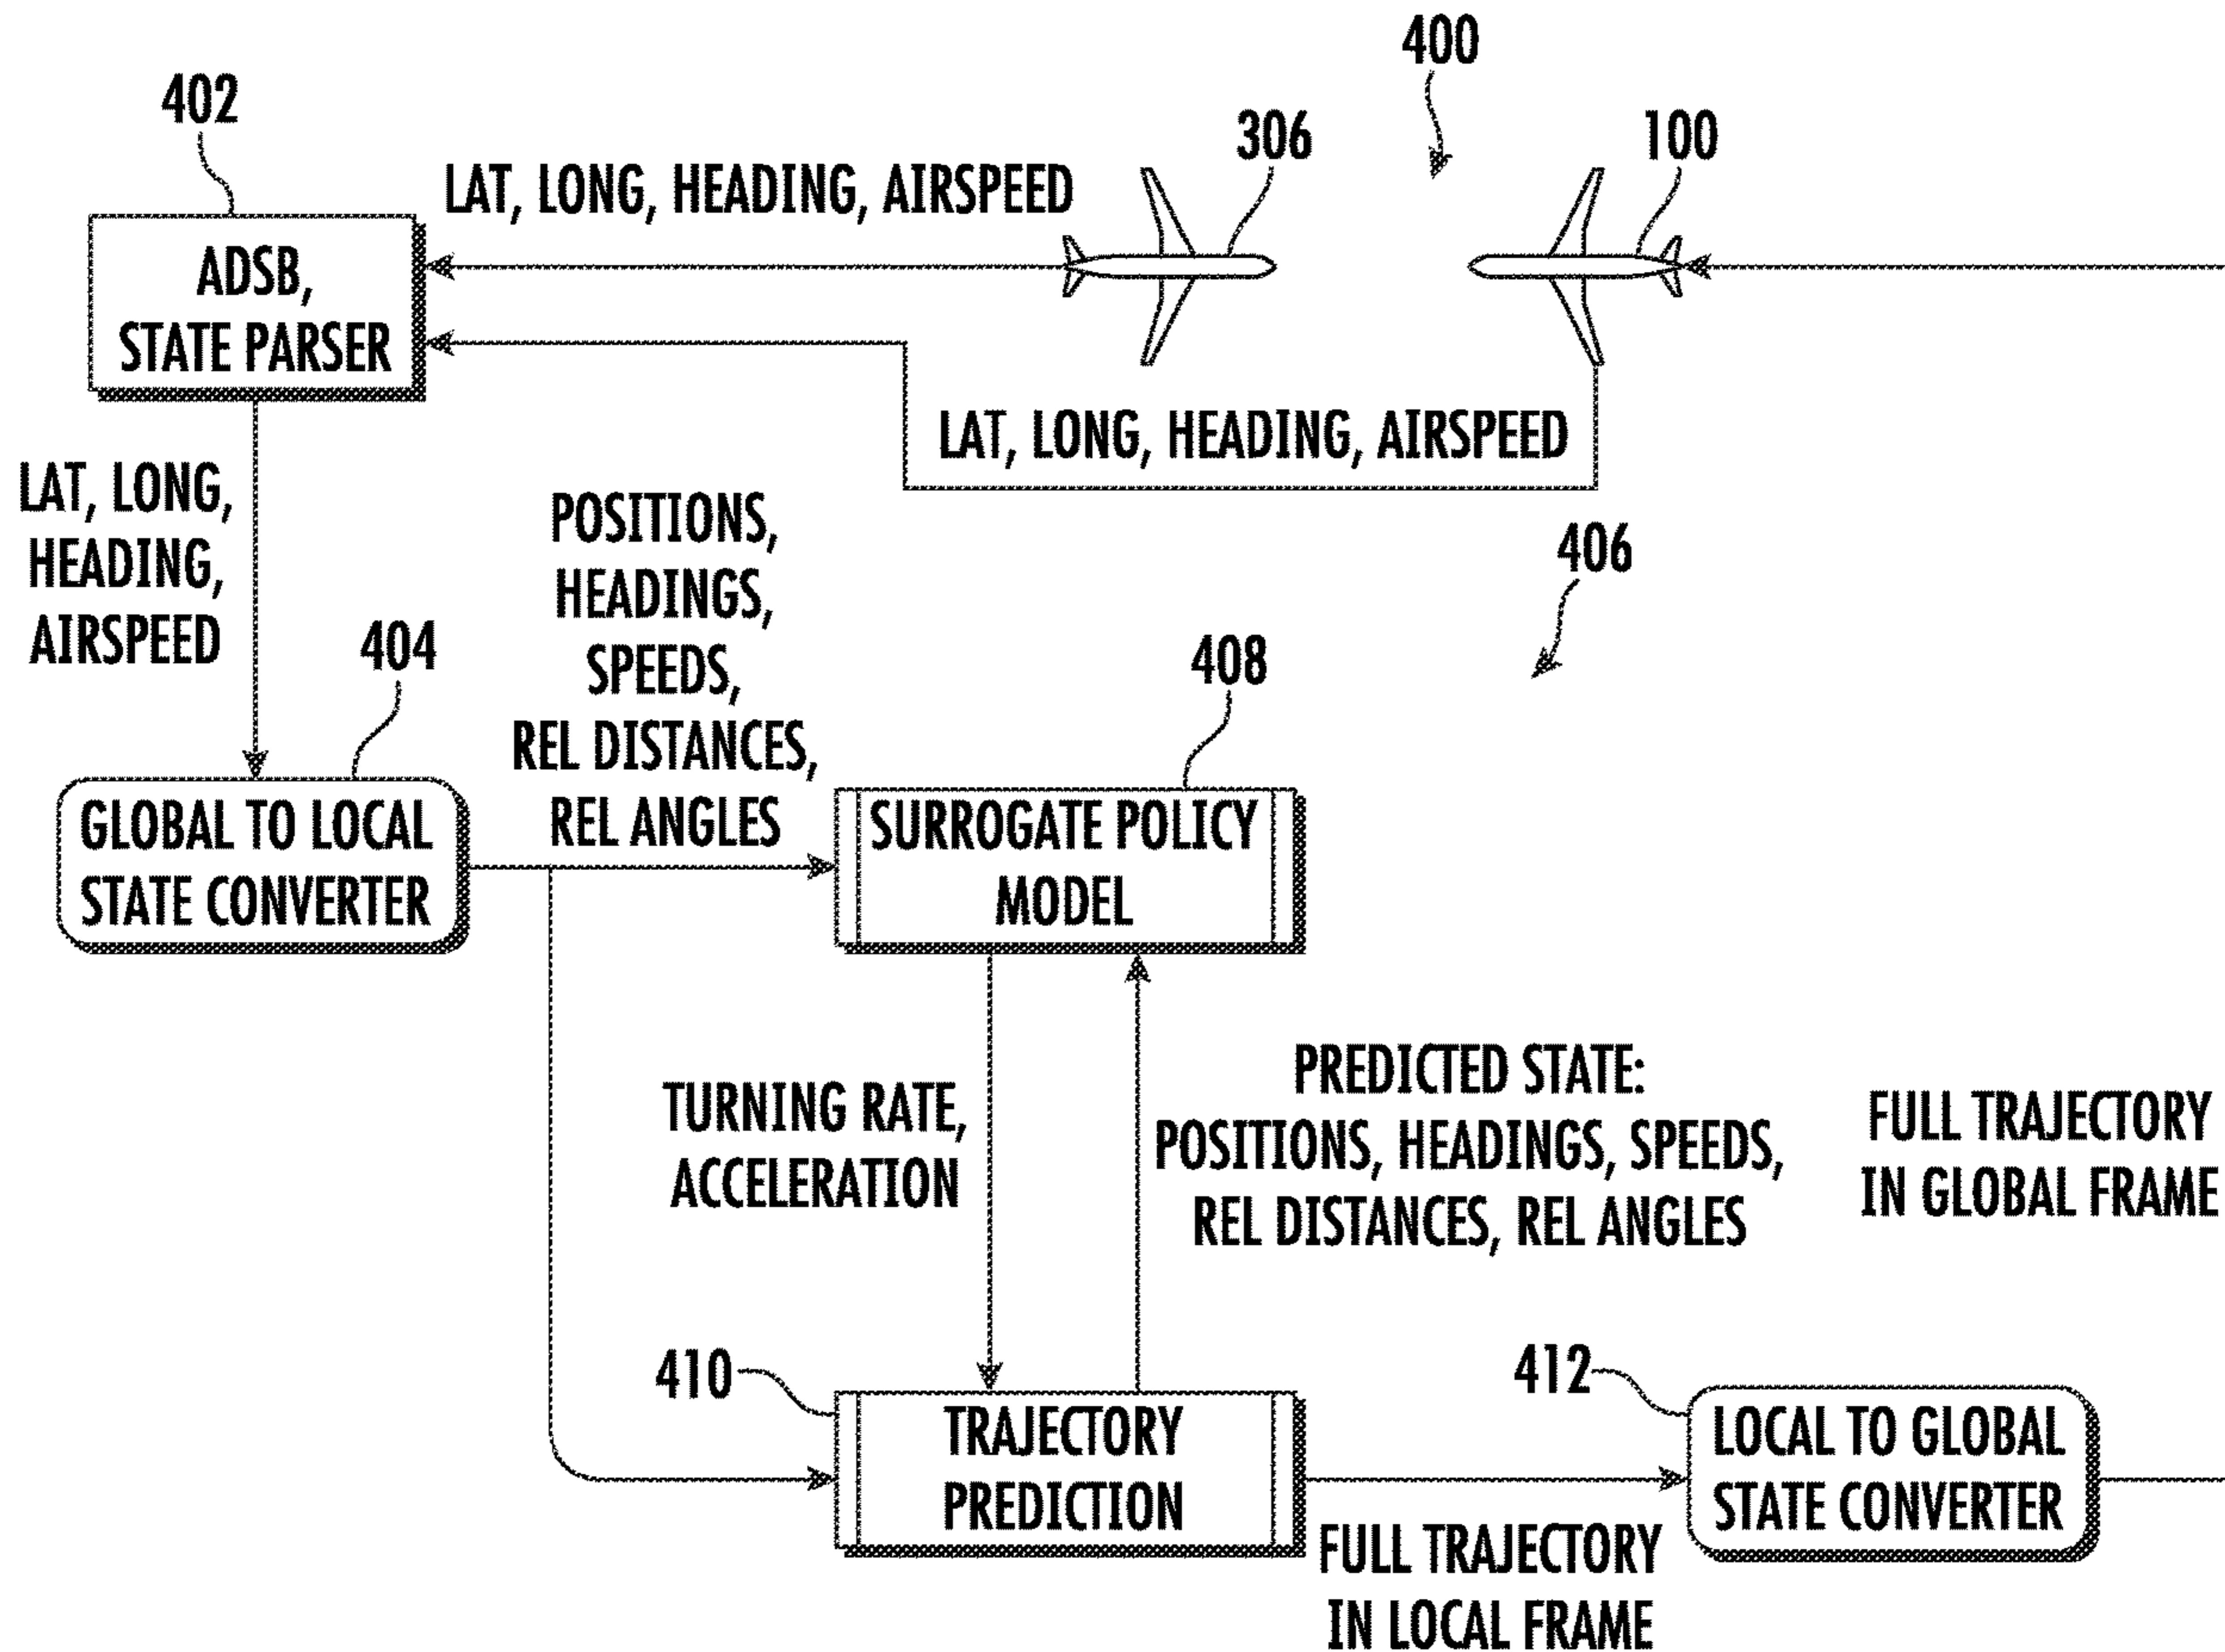 400
402
306
100
LAT, LONG, HEADING, AIRSPEED
ADSB,
STATE PARSER
LAT, LONG, HEADING, AIRSPEED
LAT, LONG,
HEADING,
AIRSPEED
POSITIONS,
HEADINGS,
SPEEDS,
REL DISTANCES,
REL ANGLES
406
404
408
GLOBAL TO LOCAL
STATE CONVERTER
SURROGATE POLICY
MODEL
TURNING RATE,
ACCELERATION
PREDICTED STATE:
POSITIONS, HEADINGS, SPEEDS,
REL DISTANCES, REL ANGLES
FULL TRAJECTORY
IN GLOBAL FRAME
410
412
TRAJECTORY
PREDICTION
LOCAL TO GLOBAL
STATE CONVERTER
FULL TRAJECTORY
IN LOCAL FRAME